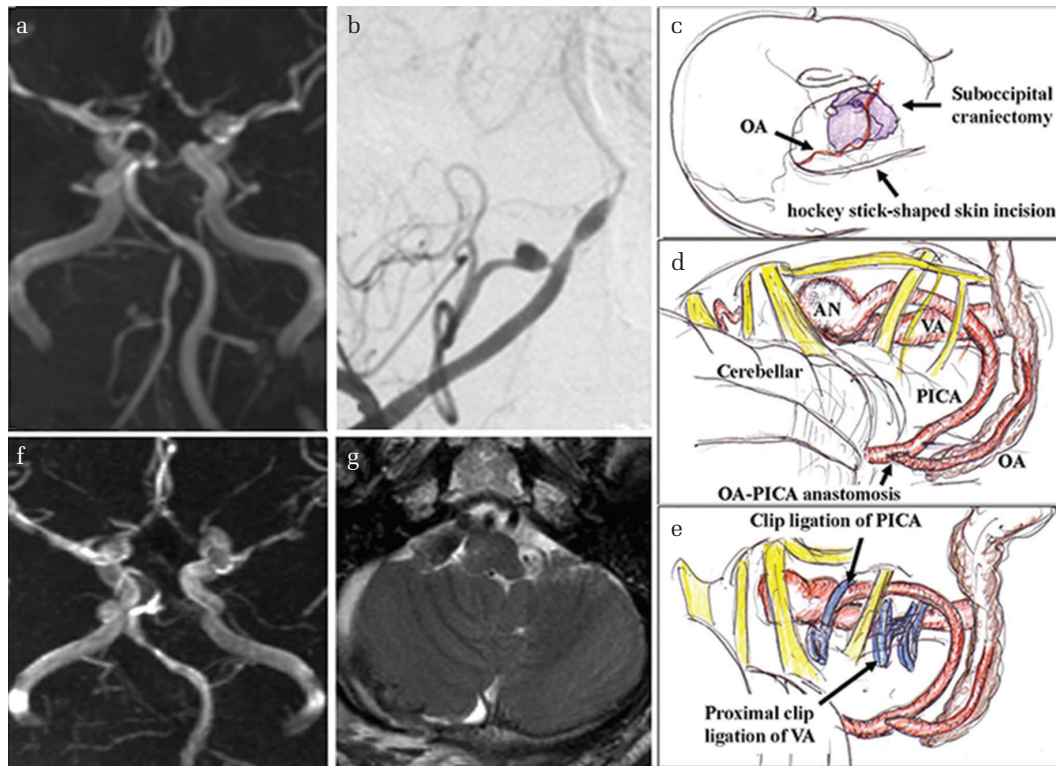 a
b
c
Suboccipital
craniectomy
OA
hockey stick-shaped skin incision
d
AN
VA
Cerebellar
PICA
OA
OA-PICA anastomosis
f
g
e
Clip ligation of PICA
Proximal clip
ligation of VA